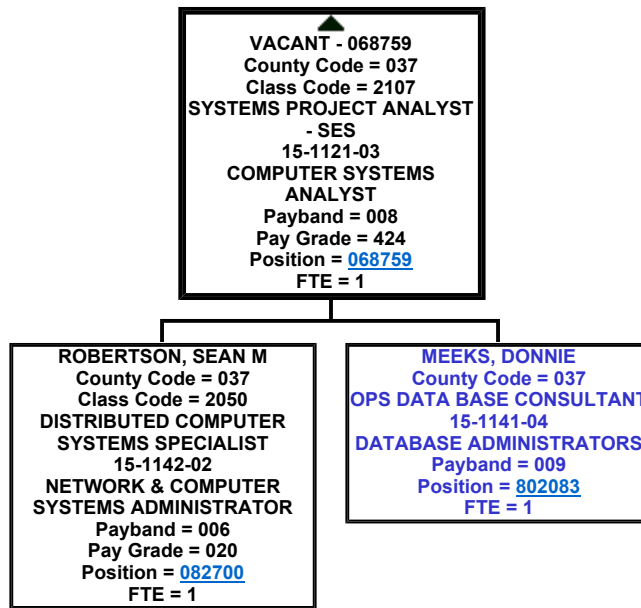 VACANT - 068759
County Code = 037
Class Code = 2107
SYSTEMS PROJECT ANALYST
- SES
15-1121-03
COMPUTER SYSTEMS
ANALYST
Payband = 008
Pay Grade = 424
Position = 068759
FTE = 1
ROBERTSON, SEAN M
County Code = 037
Class Code = 2050
DISTRIBUTED COMPUTER
SYSTEMS SPECIALIST
15-1142-02
NETWORK & COMPUTER
SYSTEMS ADMINISTRATOR
Payband = 006
Pay Grade = 020
Position = 082700
FTE = 1
MEEKS, DONNIE
County Code = 037
OPS DATA BASE CONSULTANT
15-1141-04
DATABASE ADMINISTRATORS
Payband = 009
Position = 802083
FTE = 1